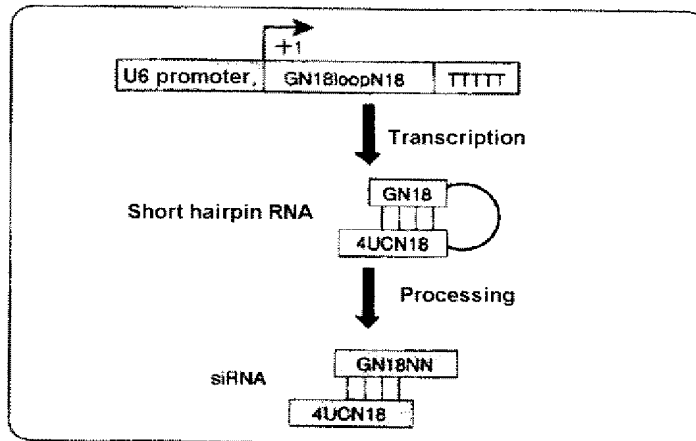 +1
U6 promoter, GN18loopN18 TTTTT
Transcription
GN18
Short hairpin RNA
4UCN18
Processing
GN18NN
siRNA
4UCN18